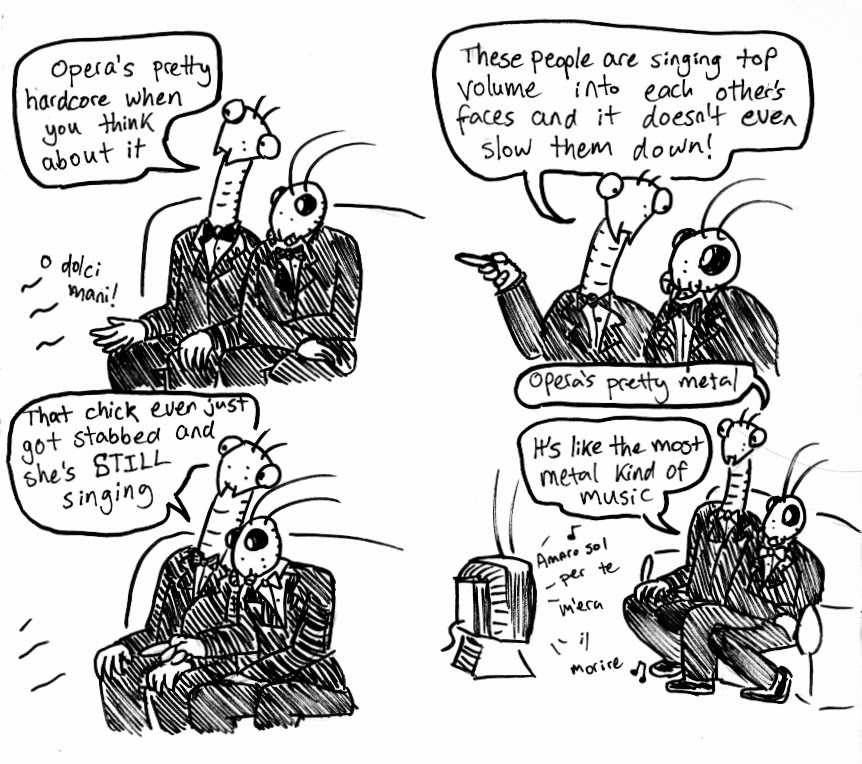 Opera's pretty
hardcore when
you think
about it
O dolci
mani!
These people are singing top
volume into each other's
faces and it doesn't even
slow them down!
That chick even just
got stabbed and
she's STILL
singing
Opera's pretty metal
It's like the most
metal kind of
music
Amaro sol
per te
m'era
il
morire